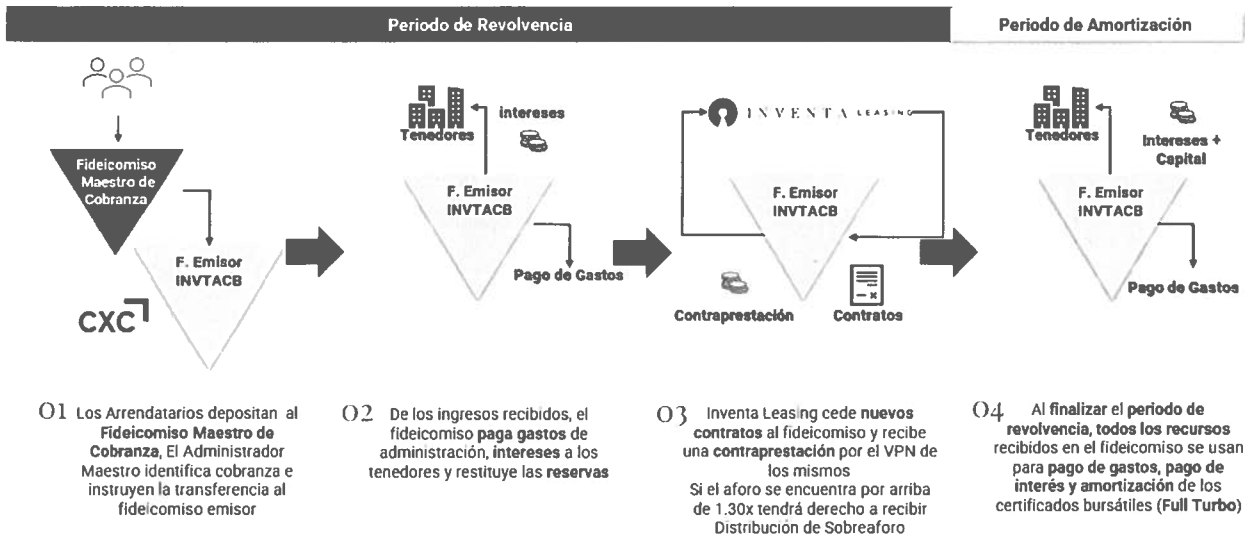 Periodo de Revolvencia
Periodo de Amortización
Fideicomiso
Maestro de
Cobranza
F. Emisor
INVTACB
CXC
Tenedores
intereses
F. Emisor
INVTACB
Pago de Gastos
INVENTA LEASING
F. Emisor
INVTACB
Contraprestación
Contratos
Tenedores
Intereses +
Capital
F. Emisor
INVTACB
Pago de Gastos
01 Los Arrendatarios depositan al
Fideicomiso Maestro de
Cobranza, El Administrador
Maestro identifica cobranza e
instruyen la transferencia al
fideicomiso emisor
02 De los ingresos recibidos, el
fideicomiso paga gastos de
administración, intereses a los
tenedores y restituye las reservas
03 Inventa Leasing cede nuevos
contratos al fideicomiso y recibe
una contraprestación por el VPN de
los mismos
Si el aforo se encuentra por arriba
de 1.30x tendrá derecho a recibir
Distribución de Sobreaforo
04 Al finalizar el periodo de
revolvencia, todos los recursos
recibidos en el fideicomiso se usan
para pago de gastos, pago de
interés y amortización de los
certificados bursátiles (Full Turbo)